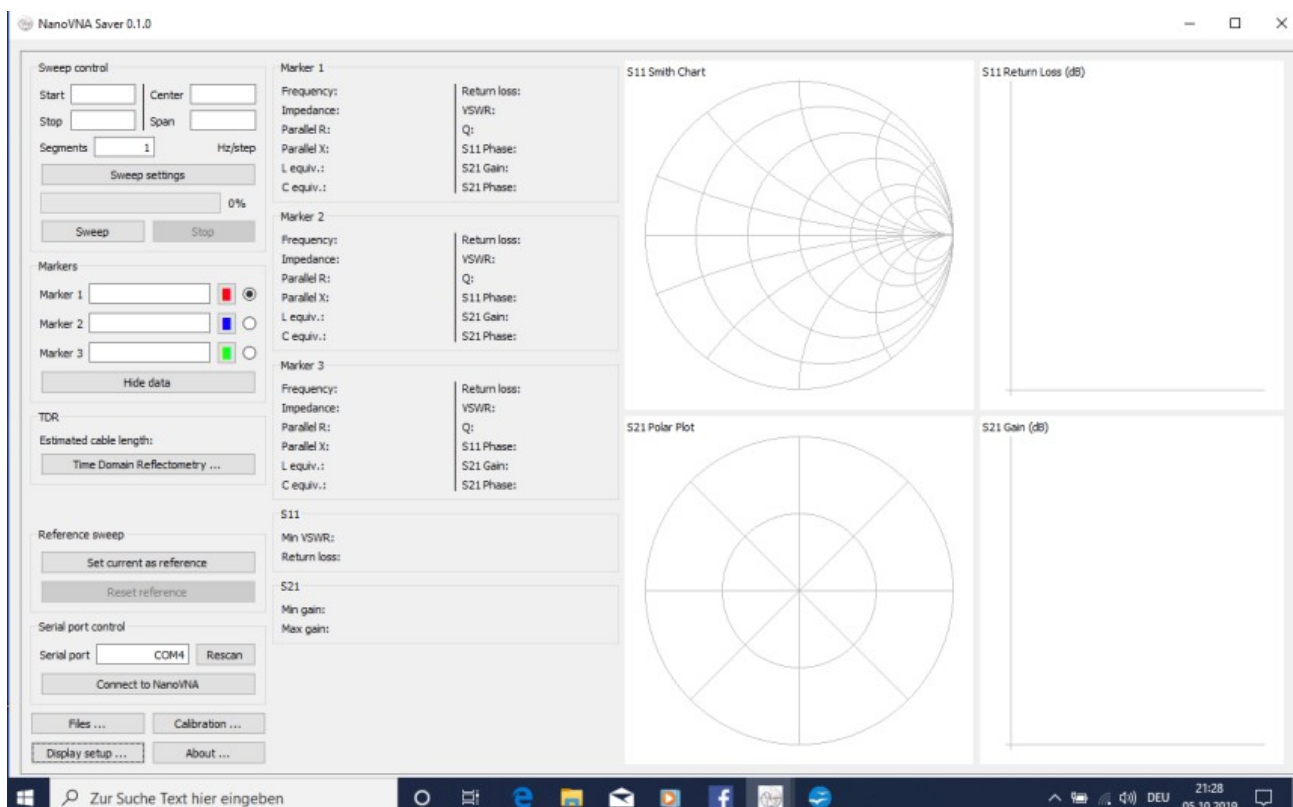 NanoVNA Saver 0.1.0
Sweep control
Start Center
Stop Span
Segments 1 Hz/step
Sweep settings
0%
Sweep Stop
Markers
Marker 1
Marker 2
Marker 3
Hide data
TDR
Estimated cable length:
Time Domain Reflectometry ...
Reference sweep
Set current as reference
Reset reference
Serial port control
Serial port COM4 Rescan
Connect to NanoVNA
Files ... Calibration ...
Display setup ... About ...
Marker 1
Frequency: Return loss:
Impedance: VSWR:
Parallel R: Q:
Parallel X: S11 Phase:
L equiv.: S21 Gain:
C equiv.: S21 Phase:
Marker 2
Frequency: Return loss:
Impedance: VSWR:
Parallel R: Q:
Parallel X: S11 Phase:
L equiv.: S21 Gain:
C equiv.: S21 Phase:
Marker 3
Frequency: Return loss:
Impedance: VSWR:
Parallel R: Q:
Parallel X: S11 Phase:
L equiv.: S21 Gain:
C equiv.: S21 Phase:
S11
Min VSWR:
Return loss:
S21
Min gain:
Max gain:
S11 Smith Chart
S11 Return Loss (dB)
S21 Polar Plot
S21 Gain (dB)
Zur Suche Text hier eingeben
DEU
21:28
05.10.2019